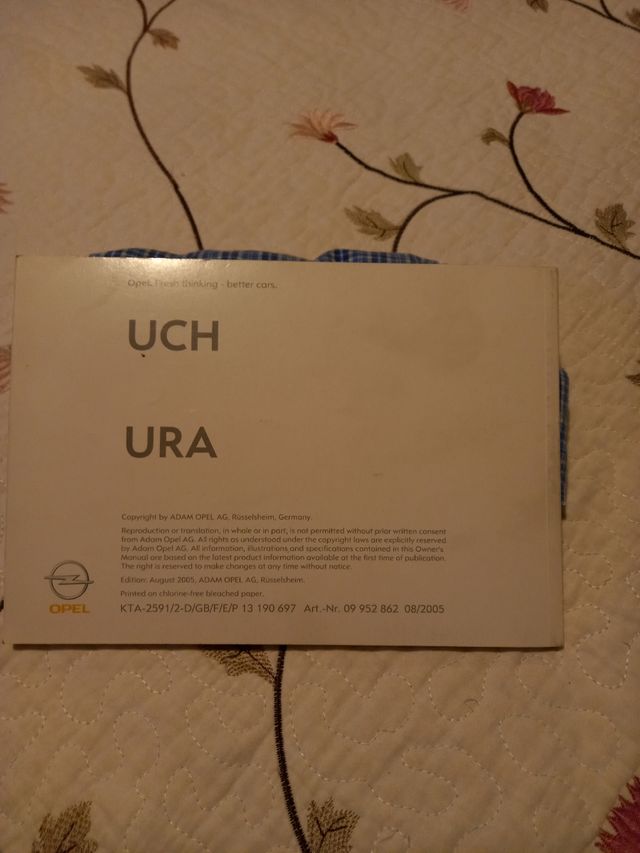 Opel. Fresh thinking - better cars.
UCH
URA
Copyright by ADAM OPEL AG, Rüsselsheim, Germany.
Reproduction or translation, in whole or in part, is not permitted without prior written consent
from Adam Opel AG. All rights as understood under the copyright laws are explicitly reserved
by Adam Opel AG. All information, illustrations and specifications contained in this Owner's
Manual are based on the latest product information available at the first time of publication.
The right is reserved to make changes at any time without notice.
Edition: August 2005, ADAM OPEL AG, Rüsselsheim.
Printed on chlorine-free bleached paper.
OPEL
KTA-2591/2-D/GB/F/E/P 13 190 697 Art.-Nr. 09 952 862 08/2005